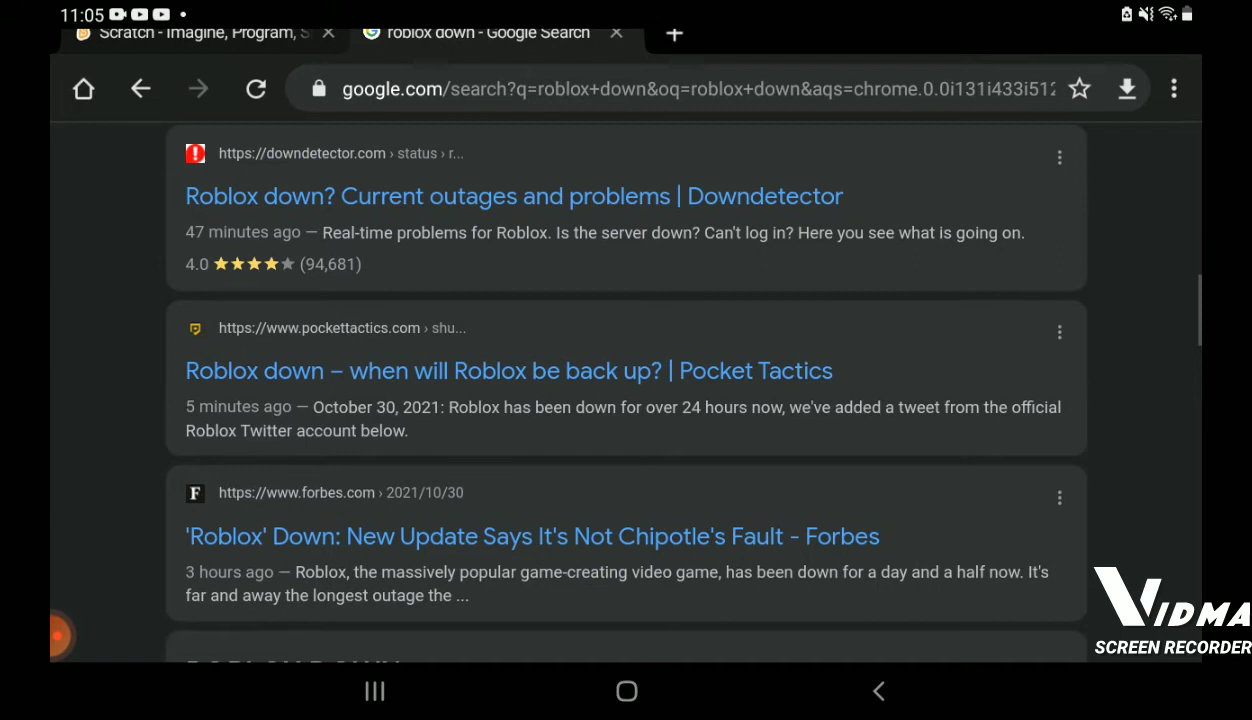 11:05
Scratch - Imagine, Program, S
roblox down - Google Search
google.com/search?q=roblox+down&oq=roblox+down&aqs=chrome.0.0i131i433i512
https://downdetector.com › status › r...
Roblox down? Current outages and problems | Downdetector
47 minutes ago — Real-time problems for Roblox. Is the server down? Can't log in? Here you see what is going on.
4.0 ★★★★★ (94,681)
https://www.pockettactics.com › shu...
Roblox down – when will Roblox be back up? | Pocket Tactics
5 minutes ago — October 30, 2021: Roblox has been down for over 24 hours now, we've added a tweet from the official
Roblox Twitter account below.
F https://www.forbes.com › 2021/10/30
'Roblox' Down: New Update Says It's Not Chipotle's Fault - Forbes
3 hours ago — Roblox, the massively popular game-creating video game, has been down for a day and a half now. It's
far and away the longest outage the ...
VIDMA
SCREEN RECORDER